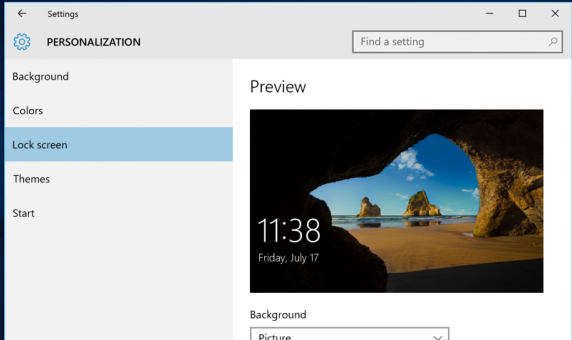 Settings
PERSONALIZATION
Find a setting
Background
Colors
Lock screen
Themes
Start
Preview
11:38
Friday, July 17
Background
Picture